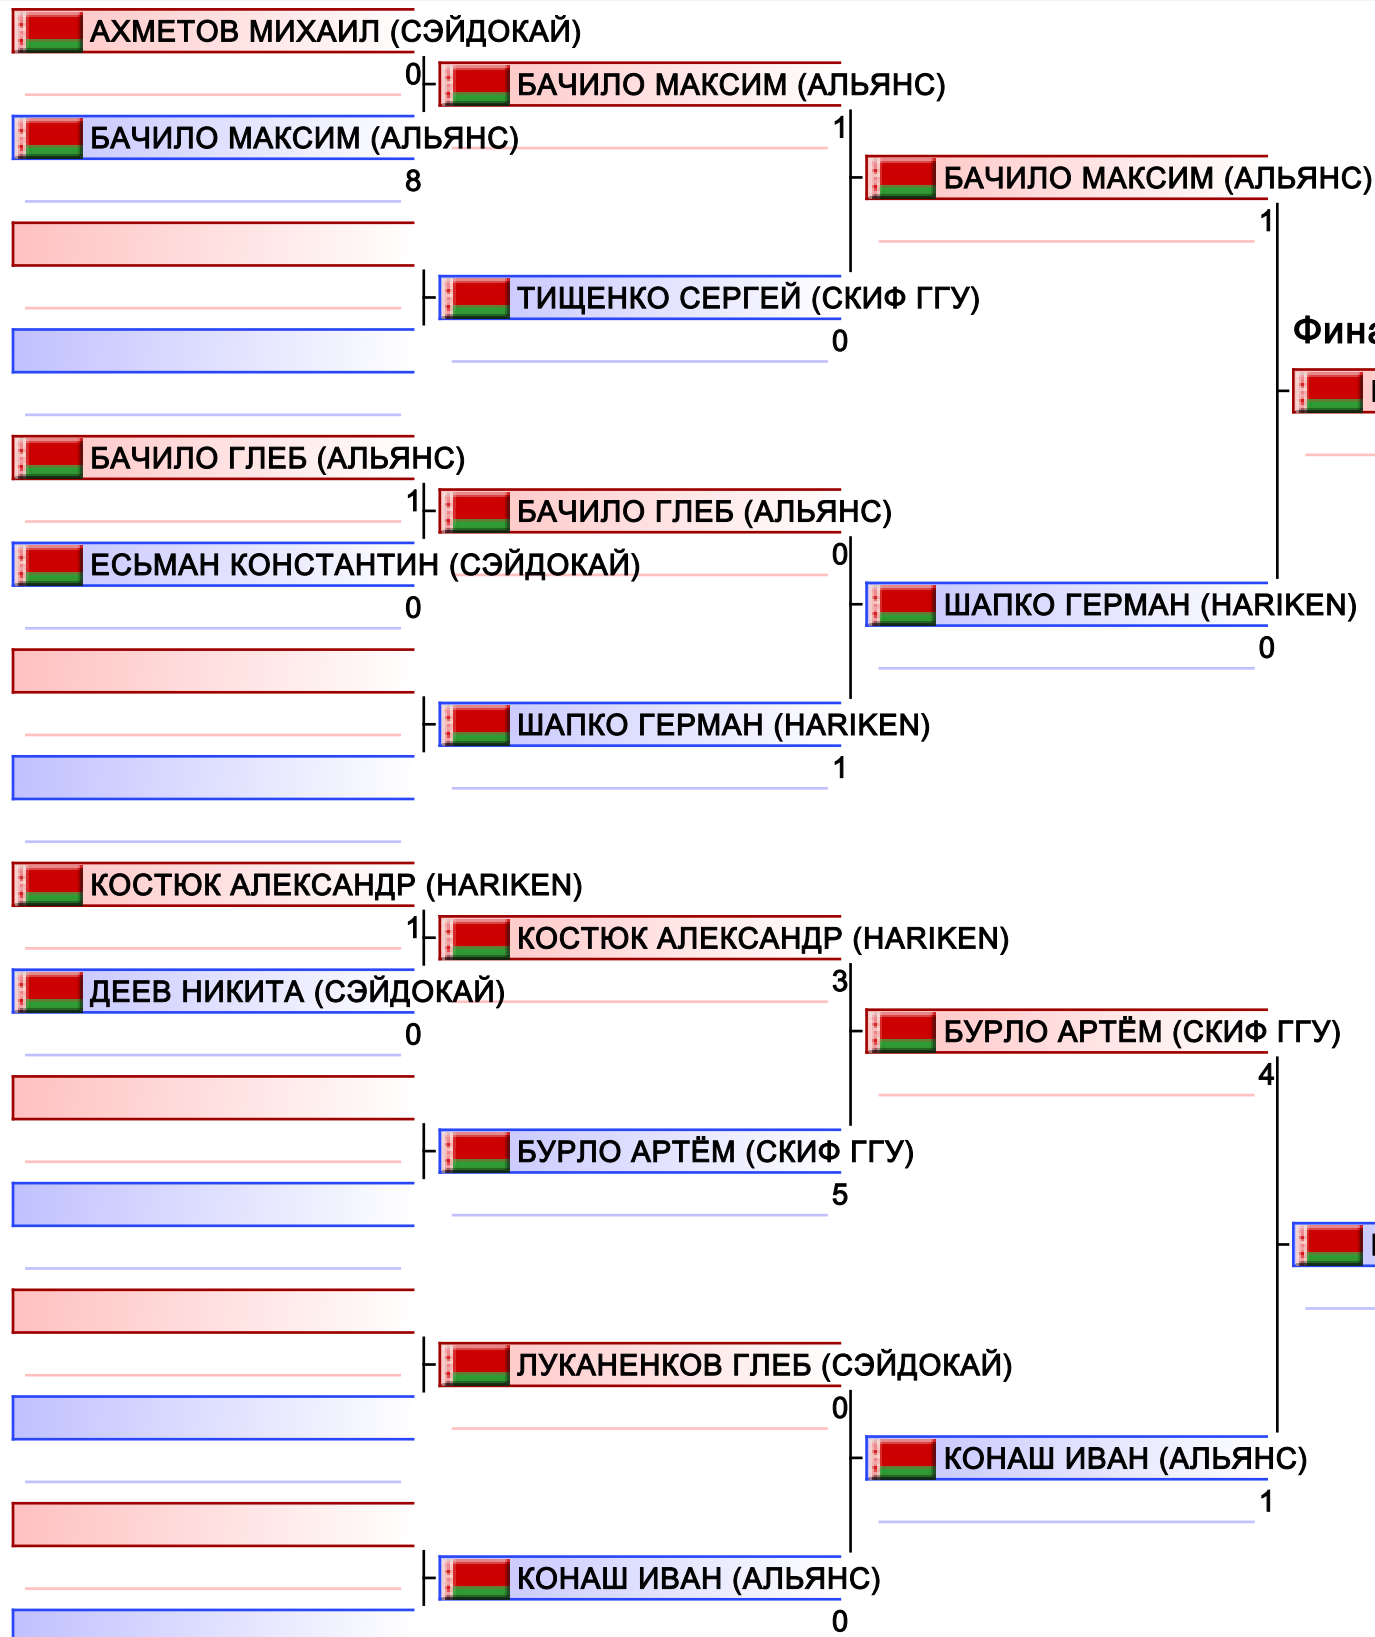 АХМЕТОВ МИХАИЛ (СЭЙДОКАЙ)
0
БАЧИЛО МАКСИМ (АЛЬЯНС)
8
БАЧИЛО ГЛЕБ (АЛЬЯНС)
1
ЕСЬМАН КОНСТАНТИН (СЭЙДОКАЙ)
0
КОСТЮК АЛЕКСАНДР (HARIKEN)
1
ДЕЕВ НИКИТА (СЭЙДОКАЙ)
0
БАЧИЛО МАКСИМ (АЛЬЯНС)
1
ТИЩЕНКО СЕРГЕЙ (СКИФ ГГУ)
0
БАЧИЛО ГЛЕБ (АЛЬЯНС)
0
ШАПКО ГЕРМАН (HARIKEN)
1
КОСТЮК АЛЕКСАНДР (HARIKEN)
3
БУРЛО АРТЁМ (СКИФ ГГУ)
5
ЛУКАНЕНКОВ ГЛЕБ (СЭЙДОКАЙ)
0
КОНАШ ИВАН (АЛЬЯНС)
0
БАЧИЛО МАКСИМ (АЛЬЯНС)
1
ШАПКО ГЕРМАН (HARIKEN)
0
БУРЛО АРТЁМ (СКИФ ГГУ)
4
КОНАШ ИВАН (АЛЬЯНС)
1